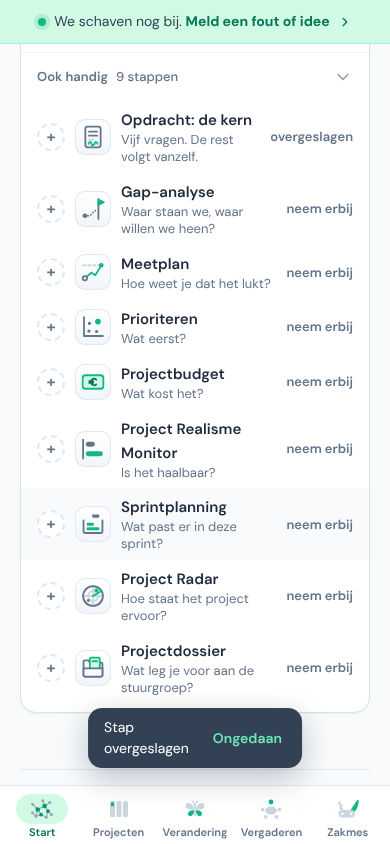 We schaven nog bij. Meld een fout of idee
Ook handig 9 stappen
Opdracht: de kern
Vijf vragen. De rest
volgt vanzelf.
overgeslagen
Gap-analyse
Waar staan we, waar
willen we heen?
neem erbij
Meetplan
Hoe weet je dat het lukt?
neem erbij
Prioriteren
Wat eerst?
neem erbij
Projectbudget
Wat kost het?
neem erbij
Project Realisme
Monitor
Is het haalbaar?
neem erbij
Sprintplanning
Wat past er in deze
sprint?
neem erbij
Project Radar
Hoe staat het project
ervoor?
neem erbij
Projectdossier
Wat leg je voor aan de
stuurgroep?
neem erbij
Stap
overgeslagen
Ongedaan
Start Projecten Verandering Vergaderen Zakmes